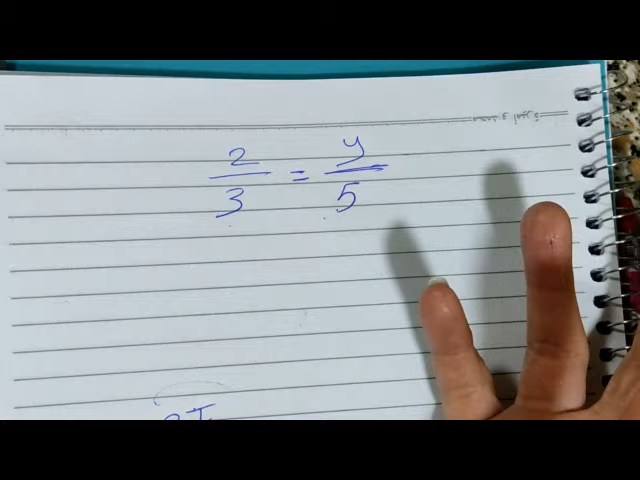 2/3 = y/5